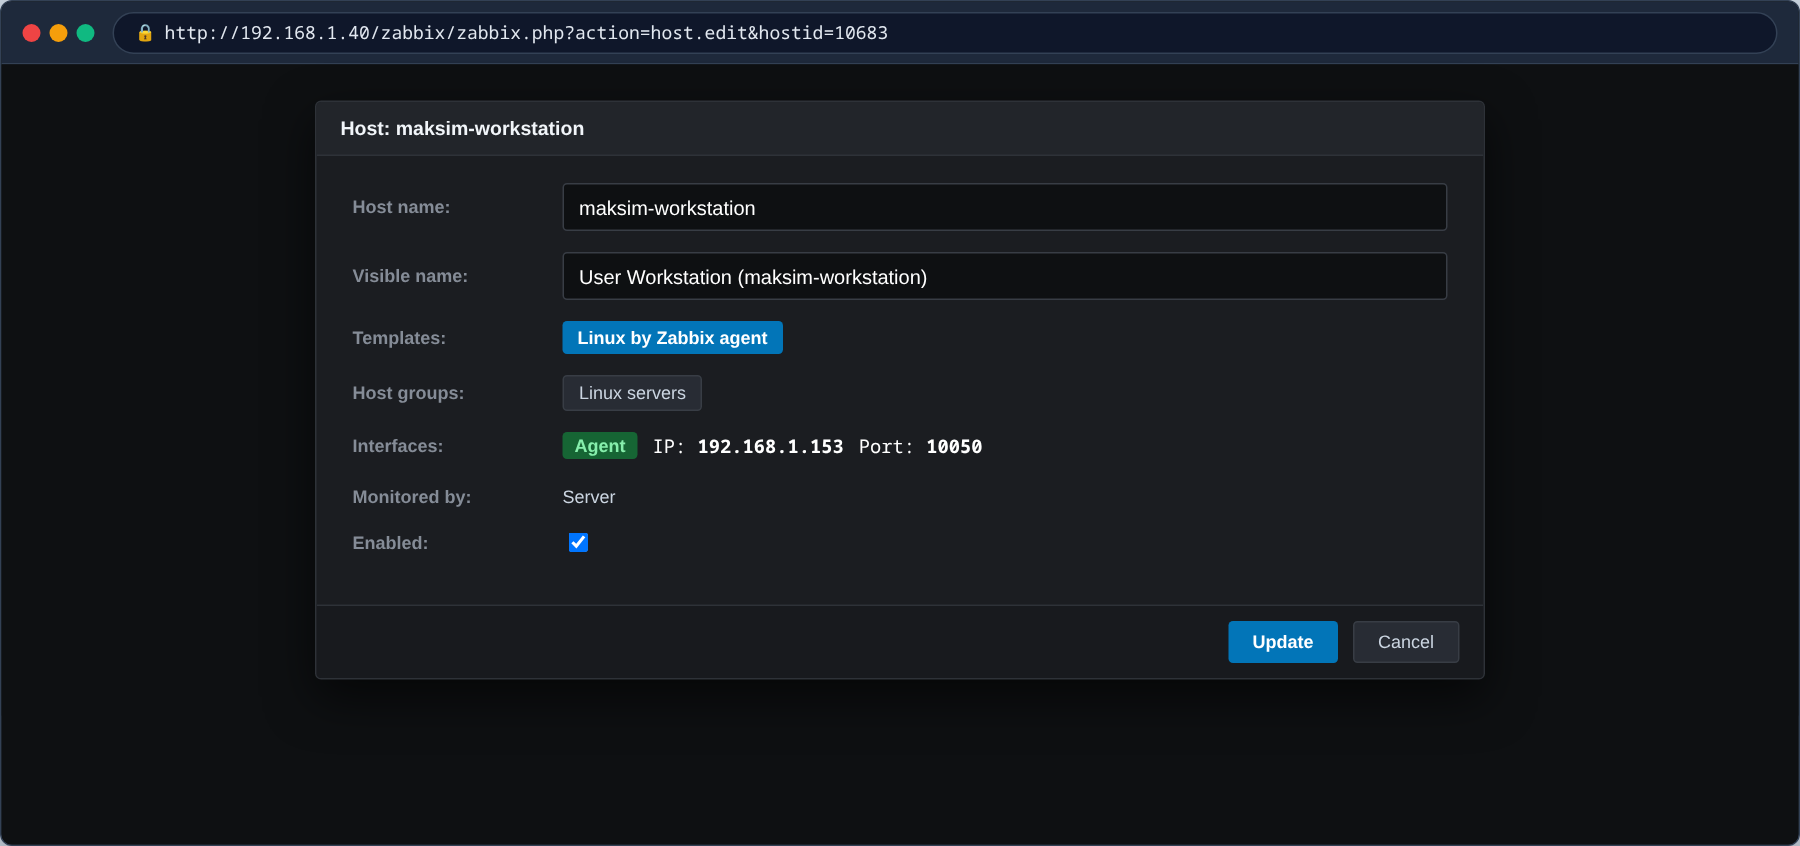 http://192.168.1.40/zabbix/zabbix.php?action=host.edit&hostid=10683
Host: maksim-workstation
Host name: maksim-workstation
Visible name: User Workstation (maksim-workstation)
Templates: Linux by Zabbix agent
Host groups: Linux servers
Interfaces: Agent IP: 192.168.1.153 Port: 10050
Monitored by: Server
Enabled:
Update Cancel